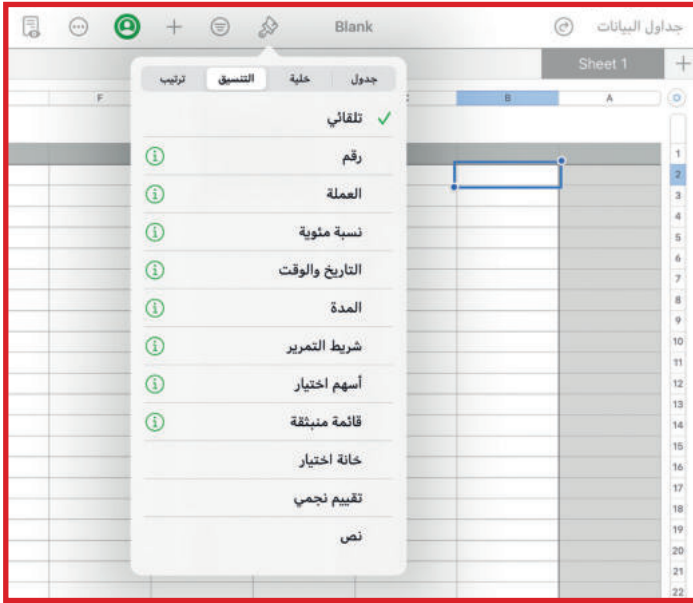 جداول البيانات Blank
Sheet 1
جدول خلية التنسيق ترتيب
A B F
تلقائي
رقم
العملة
نسبة مئوية
التاريخ والوقت
المدة
شريط التمرير
أسهم اختيار
قائمة منبثقة
خانة اختيار
تقييم نجمي
نص
1
2
3
4
5
6
7
8
9
10
11
12
13
14
15
16
17
18
19
20
21
22